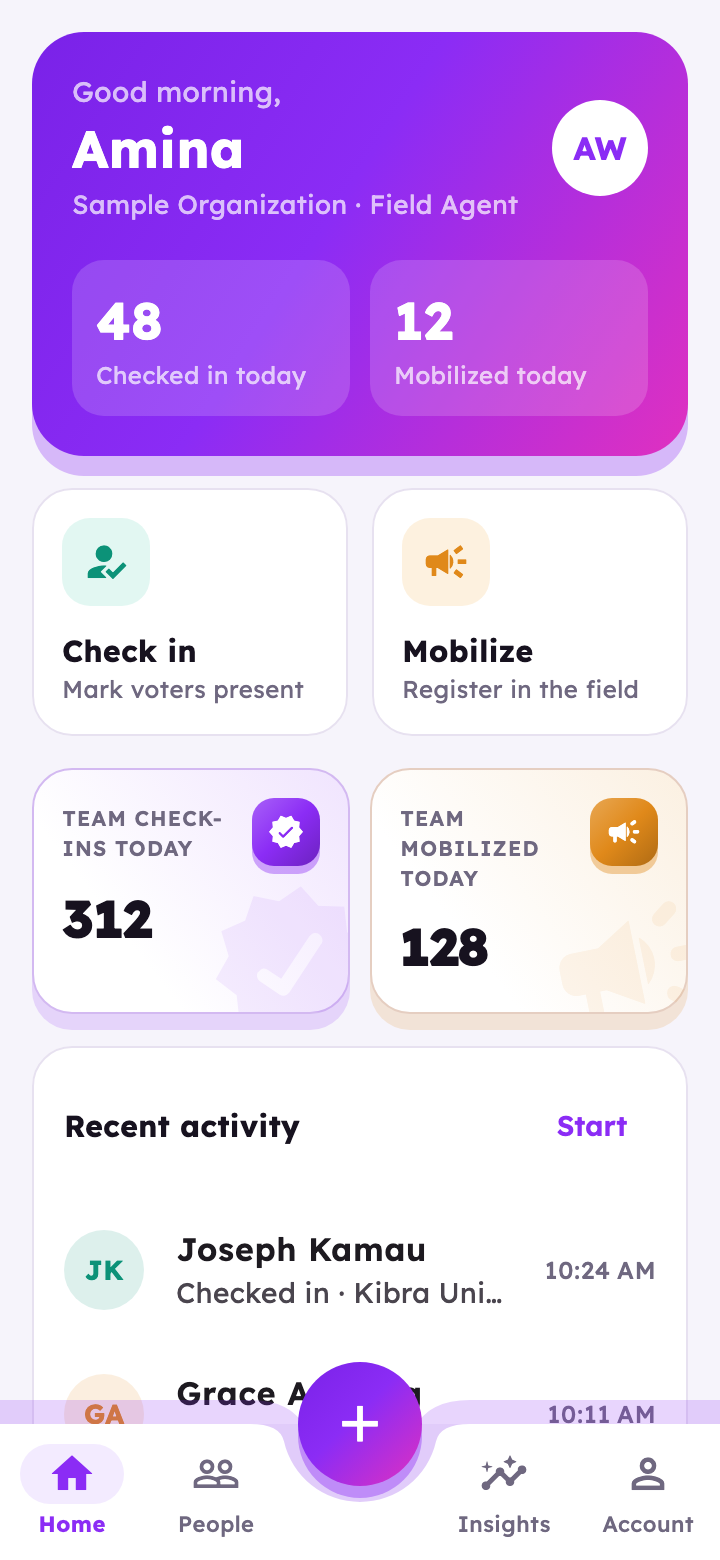 Good morning,
Amina
AW
Sample Organization · Field Agent
48
Checked in today
12
Mobilized today
Check in
Mark voters present
Mobilize
Register in the field
TEAM CHECK-
INS TODAY
312
TEAM
MOBILIZED
TODAY
128
Recent activity
Start
JK
Joseph Kamau
Checked in · Kibra Uni…
10:24 AM
GA
Grace A
10:11 AM
Home
People
Insights
Account